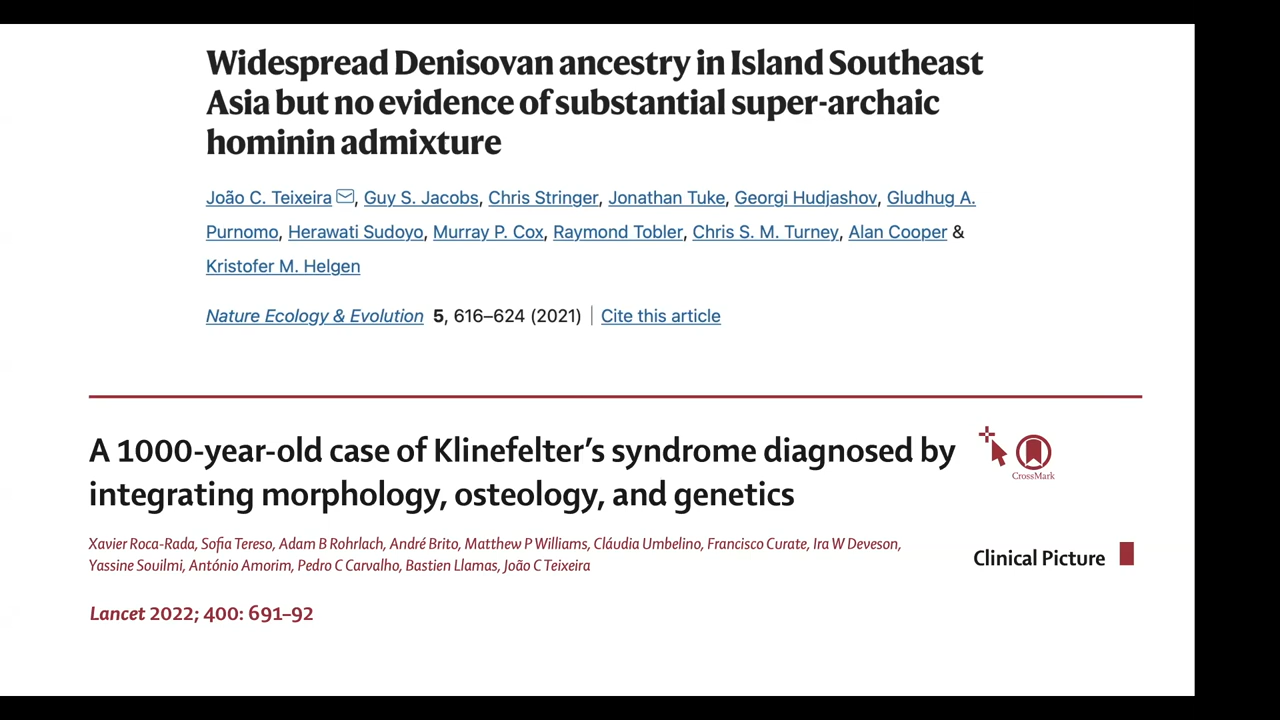 Widespread Denisovan ancestry in Island Southeast
Asia but no evidence of substantial super-archaic
hominin admixture
João C. Teixeira, Guy S. Jacobs, Chris Stringer, Jonathan Tuke, Georgi Hudjashov, Gludhug A.
Purnomo, Herawati Sudoyo, Murray P. Cox, Raymond Tobler, Chris S. M. Turney, Alan Cooper &
Kristofer M. Helgen
Nature Ecology & Evolution 5, 616–624 (2021) | Cite this article
A 1000-year-old case of Klinefelter’s syndrome diagnosed by
integrating morphology, osteology, and genetics
CrossMark
Xavier Roca-Rada, Sofia Tereso, Adam B Rohrlach, André Brito, Matthew P Williams, Cláudia Umbelino, Francisco Curate, Ira W Deveson,
Yassine Souilmi, António Amorim, Pedro C Carvalho, Bastien Llamas, João C Teixeira
Clinical Picture
Lancet 2022; 400: 691–92